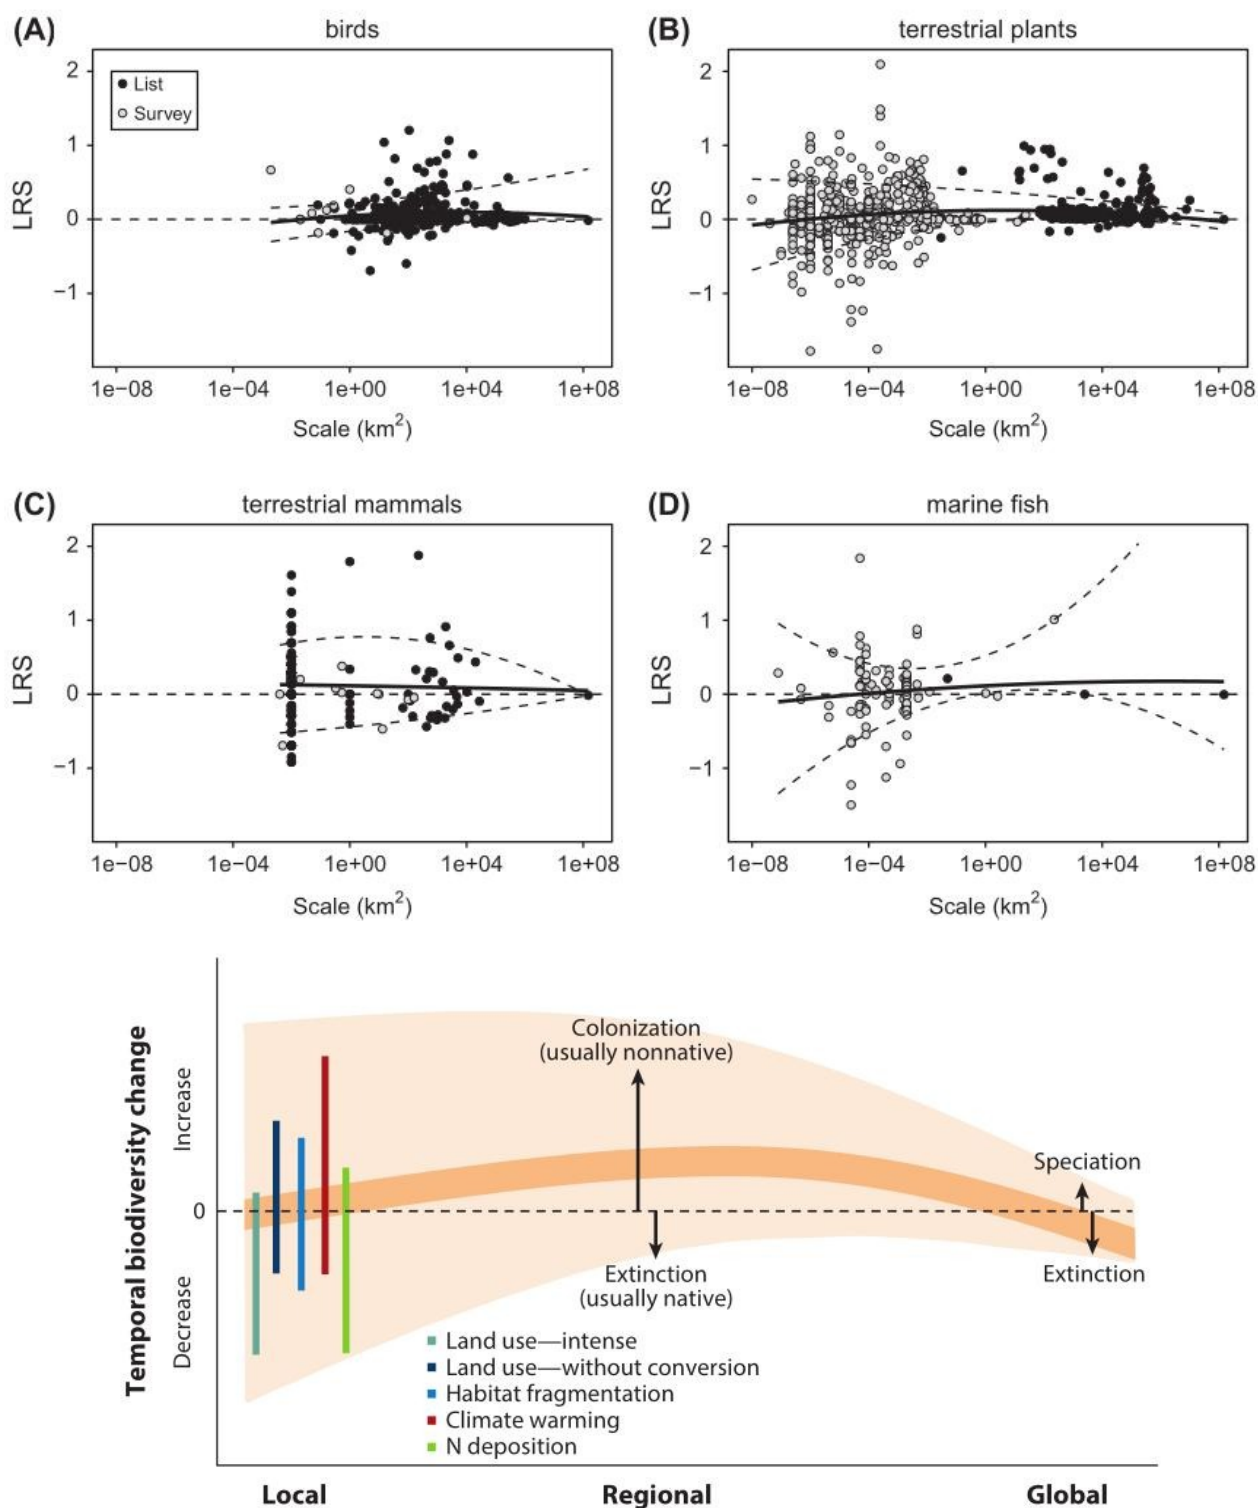 (A) birds
2
1
0
−1
LRS
List
Survey
1e−08 1e−04 1e+00 1e+04 1e+08
Scale (km²)
(B) terrestrial plants
2
1
0
−1
LRS
1e−08 1e−04 1e+00 1e+04 1e+08
Scale (km²)
(C) terrestrial mammals
2
1
0
−1
LRS
1e−08 1e−04 1e+00 1e+04 1e+08
Scale (km²)
(D) marine fish
2
1
0
−1
LRS
1e−08 1e−04 1e+00 1e+04 1e+08
Scale (km²)
Temporal biodiversity change
Increase
0
Decrease
Colonization
(usually nonnative)
Extinction
(usually native)
Speciation
Extinction
Land use—intense
Land use—without conversion
Habitat fragmentation
Climate warming
N deposition
Local Regional Global